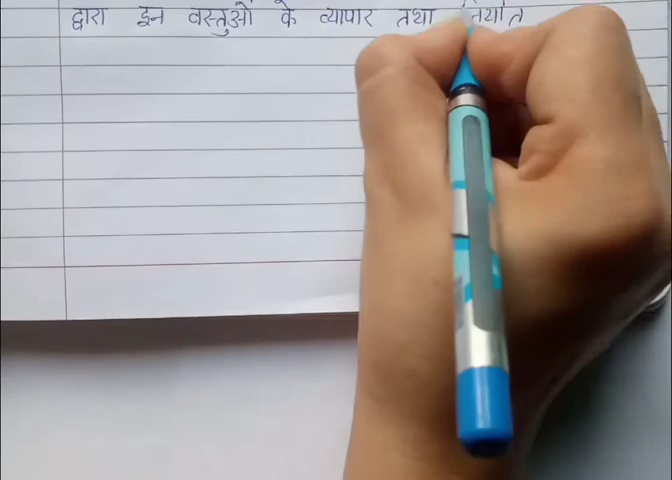 द्वारा इन वस्तुओं के व्यापार तथा निर्यात